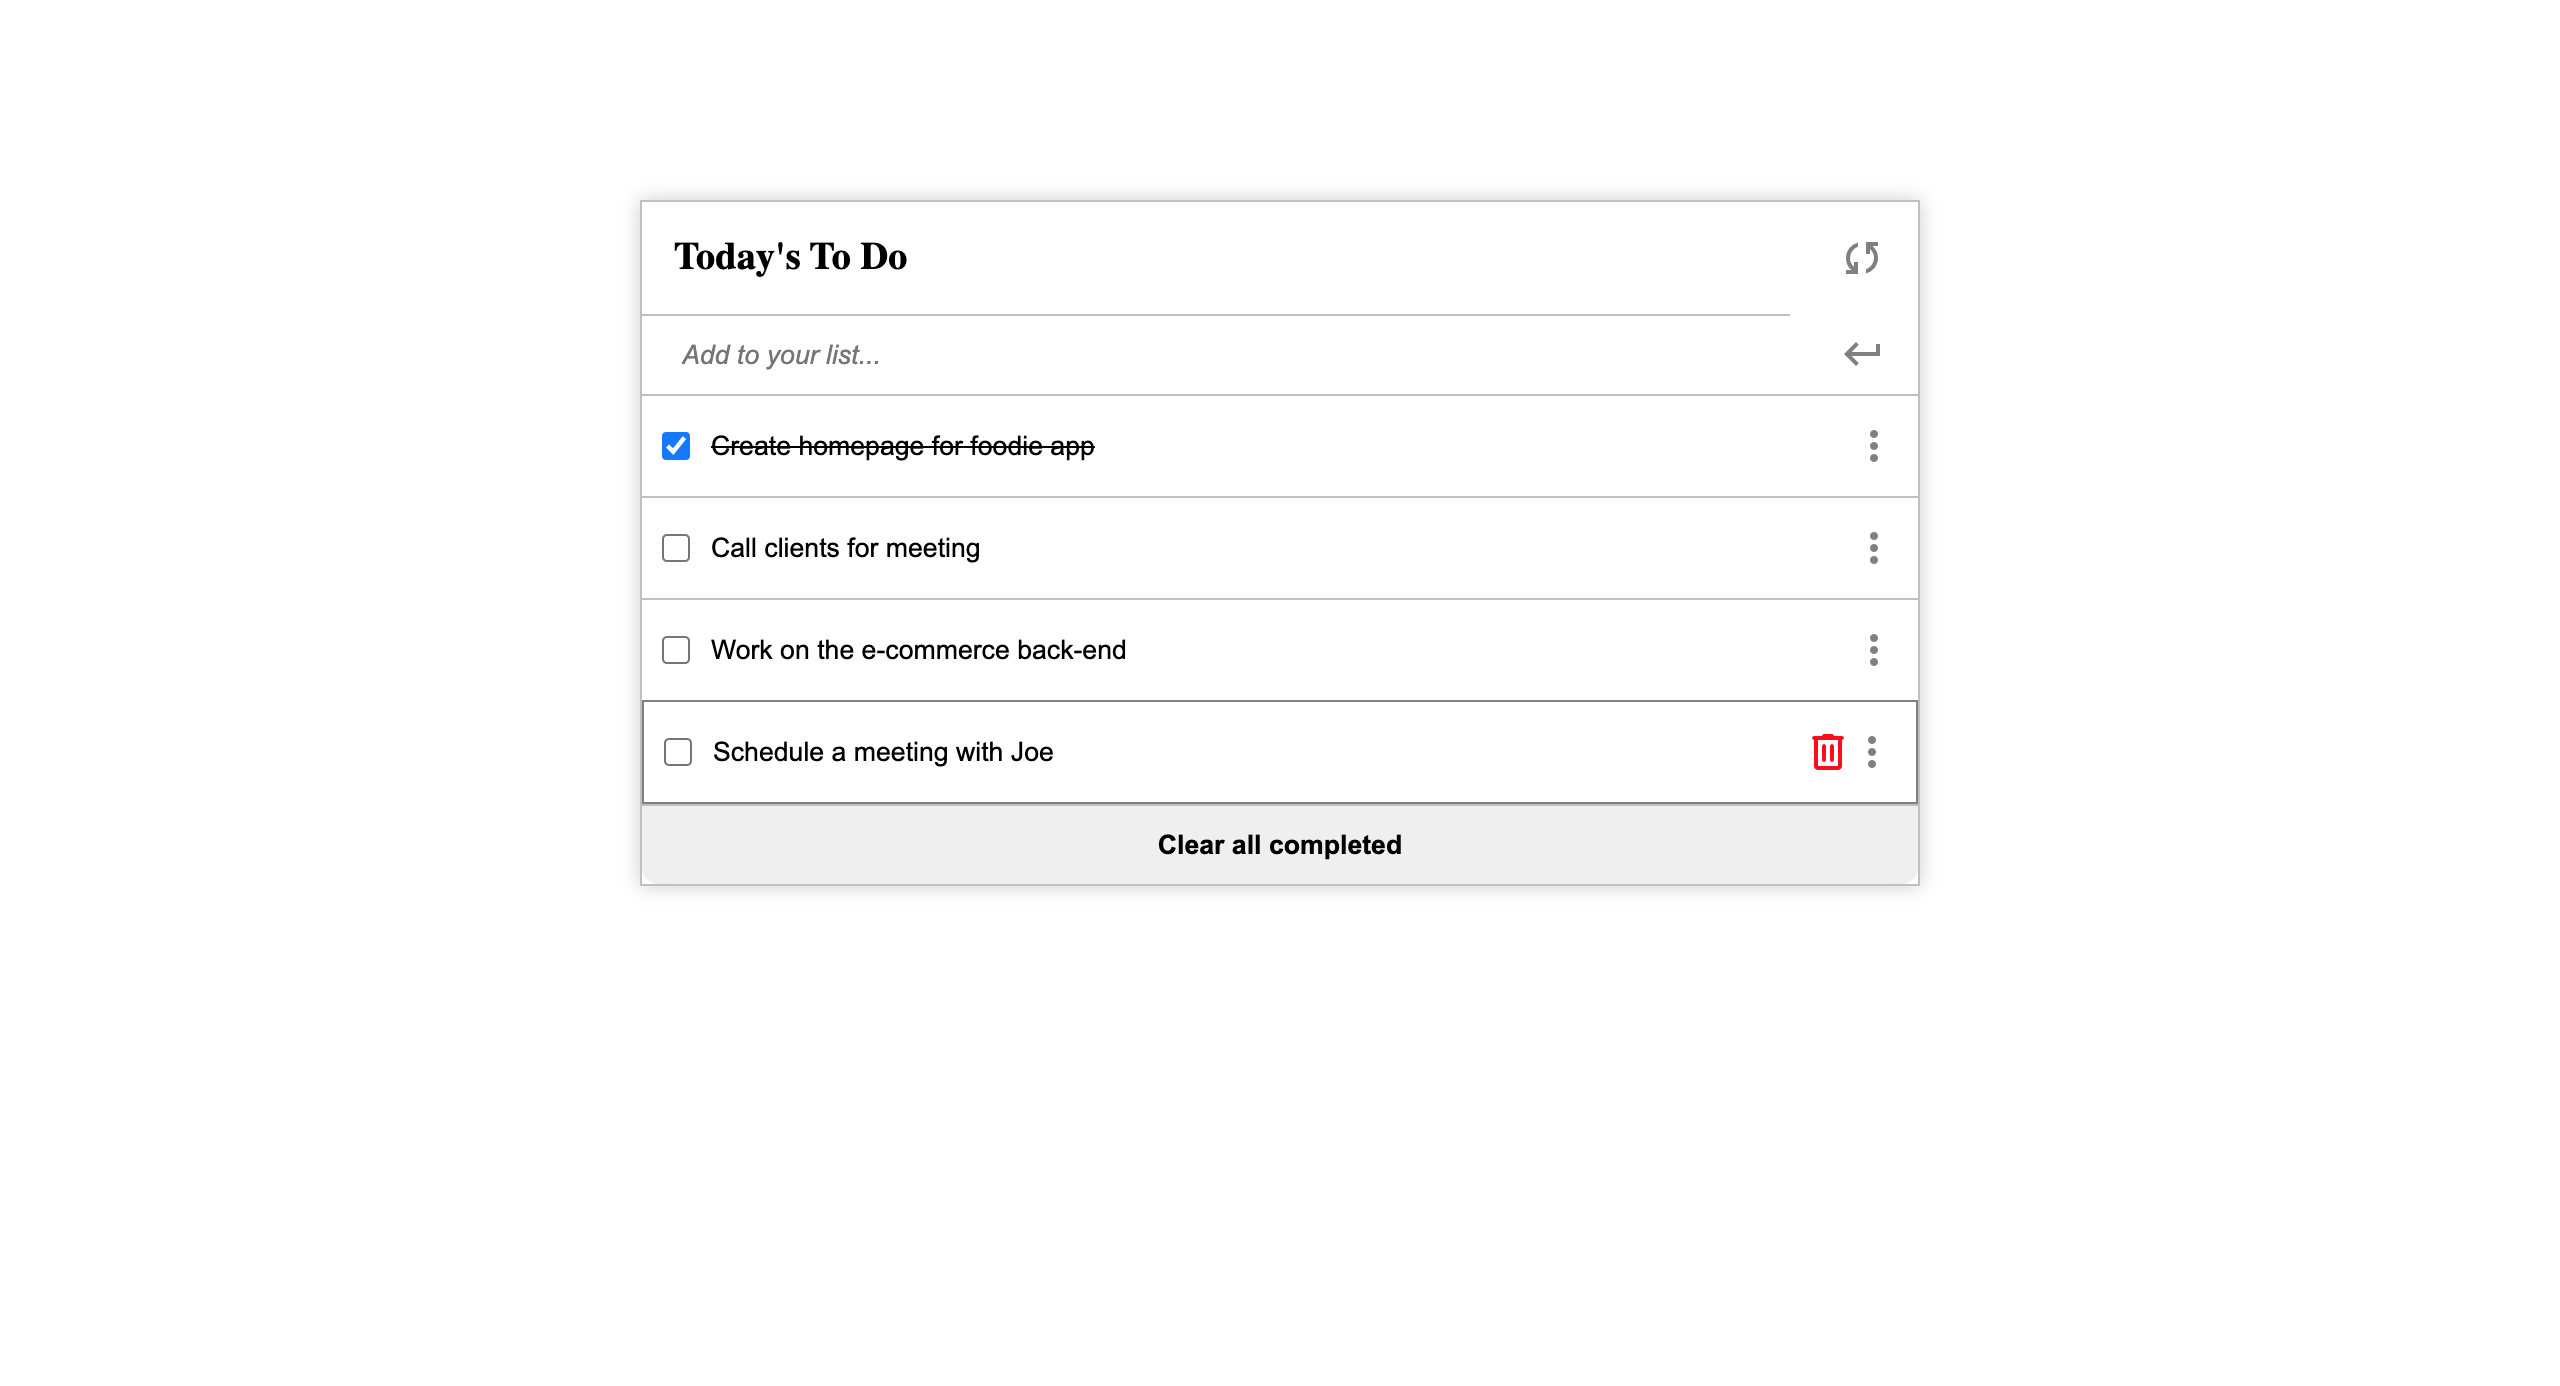 Today's To Do
Add to your list...
Create homepage for foodie app
Call clients for meeting
Work on the e-commerce back-end
Schedule a meeting with Joe
Clear all completed